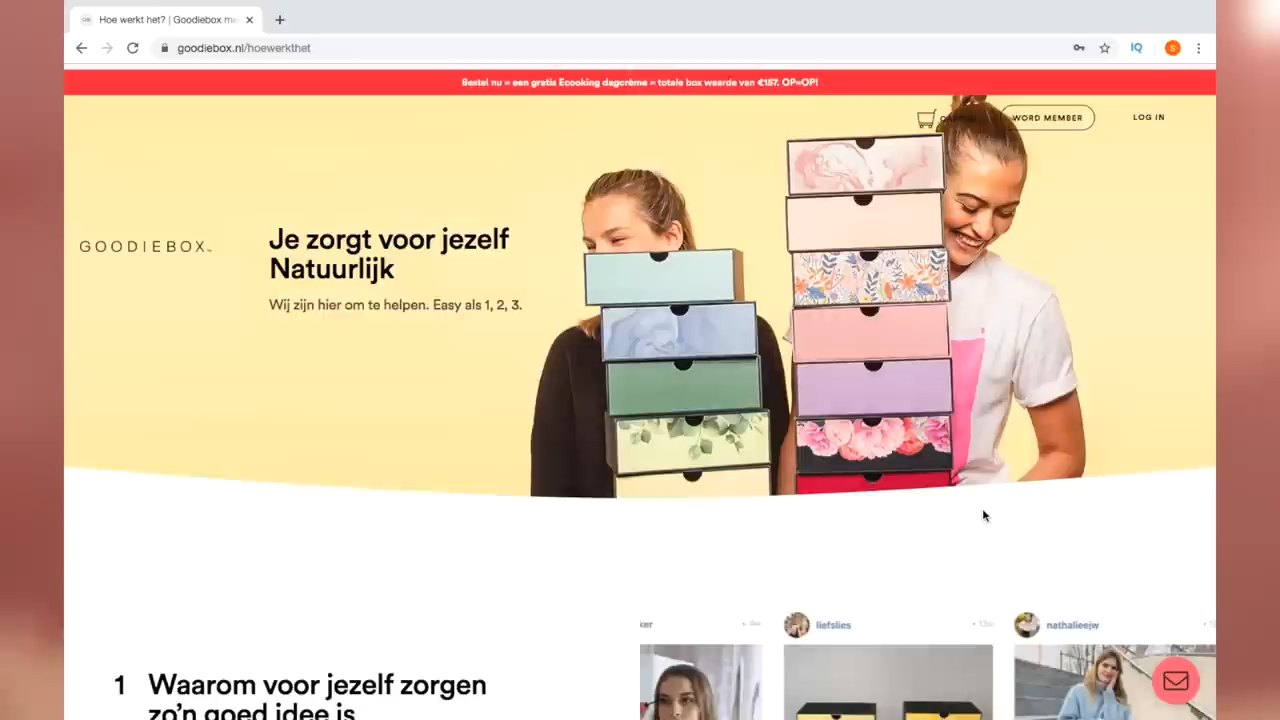 Hoe werkt het? | Goodiebox me
goodiebox.nl/hoewerkthet
IQ
S
Bestel nu = een gratis Ecooking dagcrème = totale box waarde van €157. OP=OP!
WORD MEMBER
LOG IN
GOODIEBOX
Je zorgt voor jezelf
Natuurlijk
Wij zijn hier om te helpen. Easy als 1, 2, 3.
ker
liefslies
nathalieejw
1 Waarom voor jezelf zorgen
zo'n goed idee is